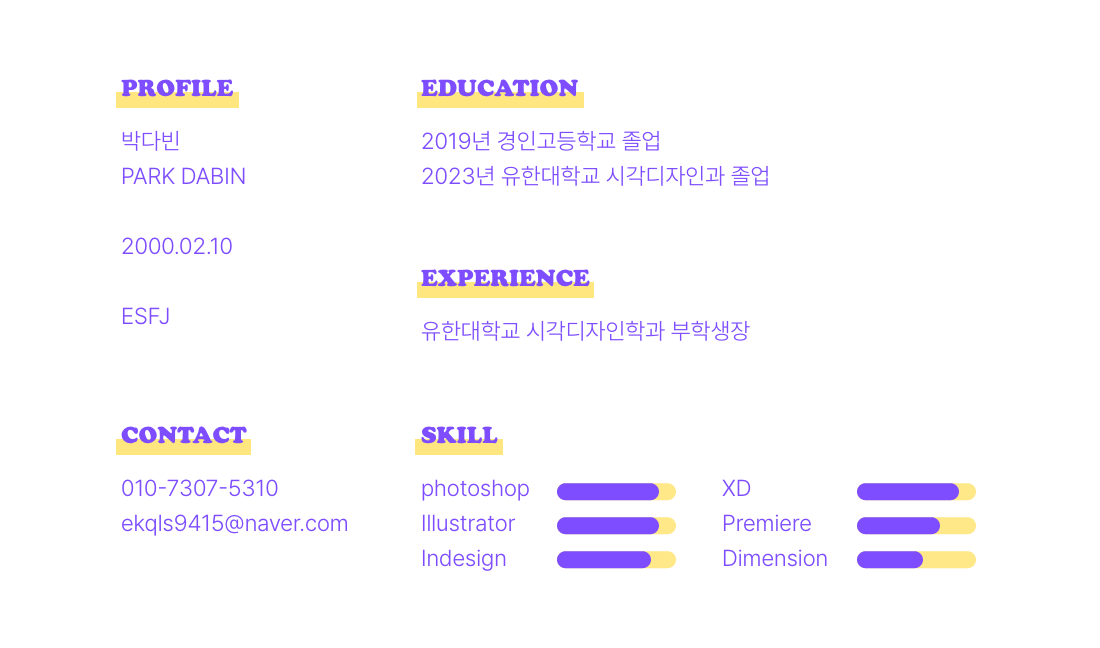 PROFILE
박다빈
PARK DABIN
2000.02.10
ESFJ
EDUCATION
2019년 경인고등학교 졸업
2023년 유한대학교 시각디자인과 졸업
EXPERIENCE
유한대학교 시각디자인학과 부학생장
CONTACT
010-7307-5310
ekqls9415@naver.com
SKILL
photoshop
Illustrator
Indesign
XD
Premiere
Dimension